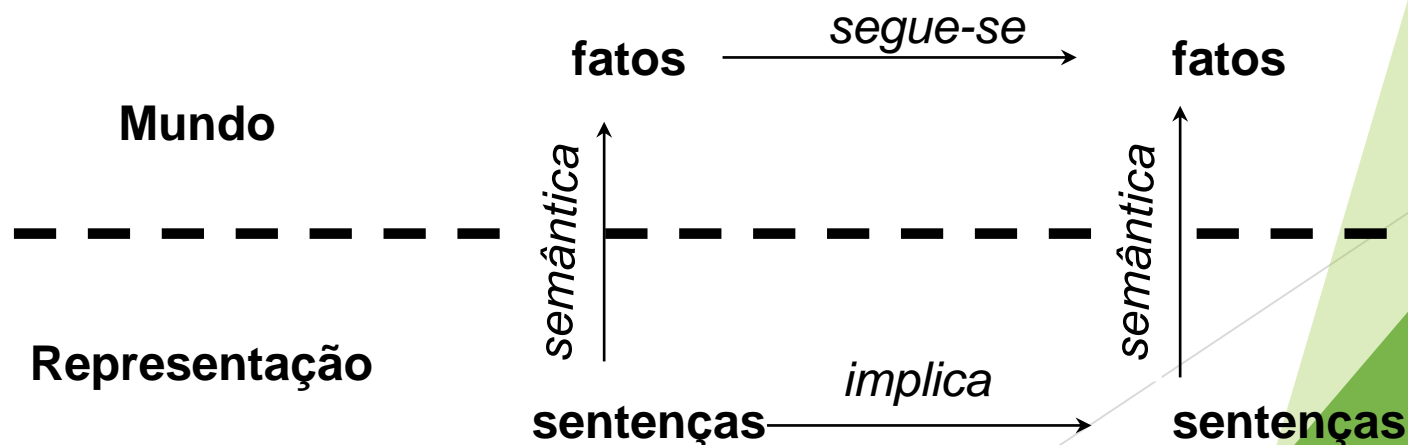 segue-se
fatos
fatos
Mundo
semântica
semântica
Representação
implica
sentenças
sentenças